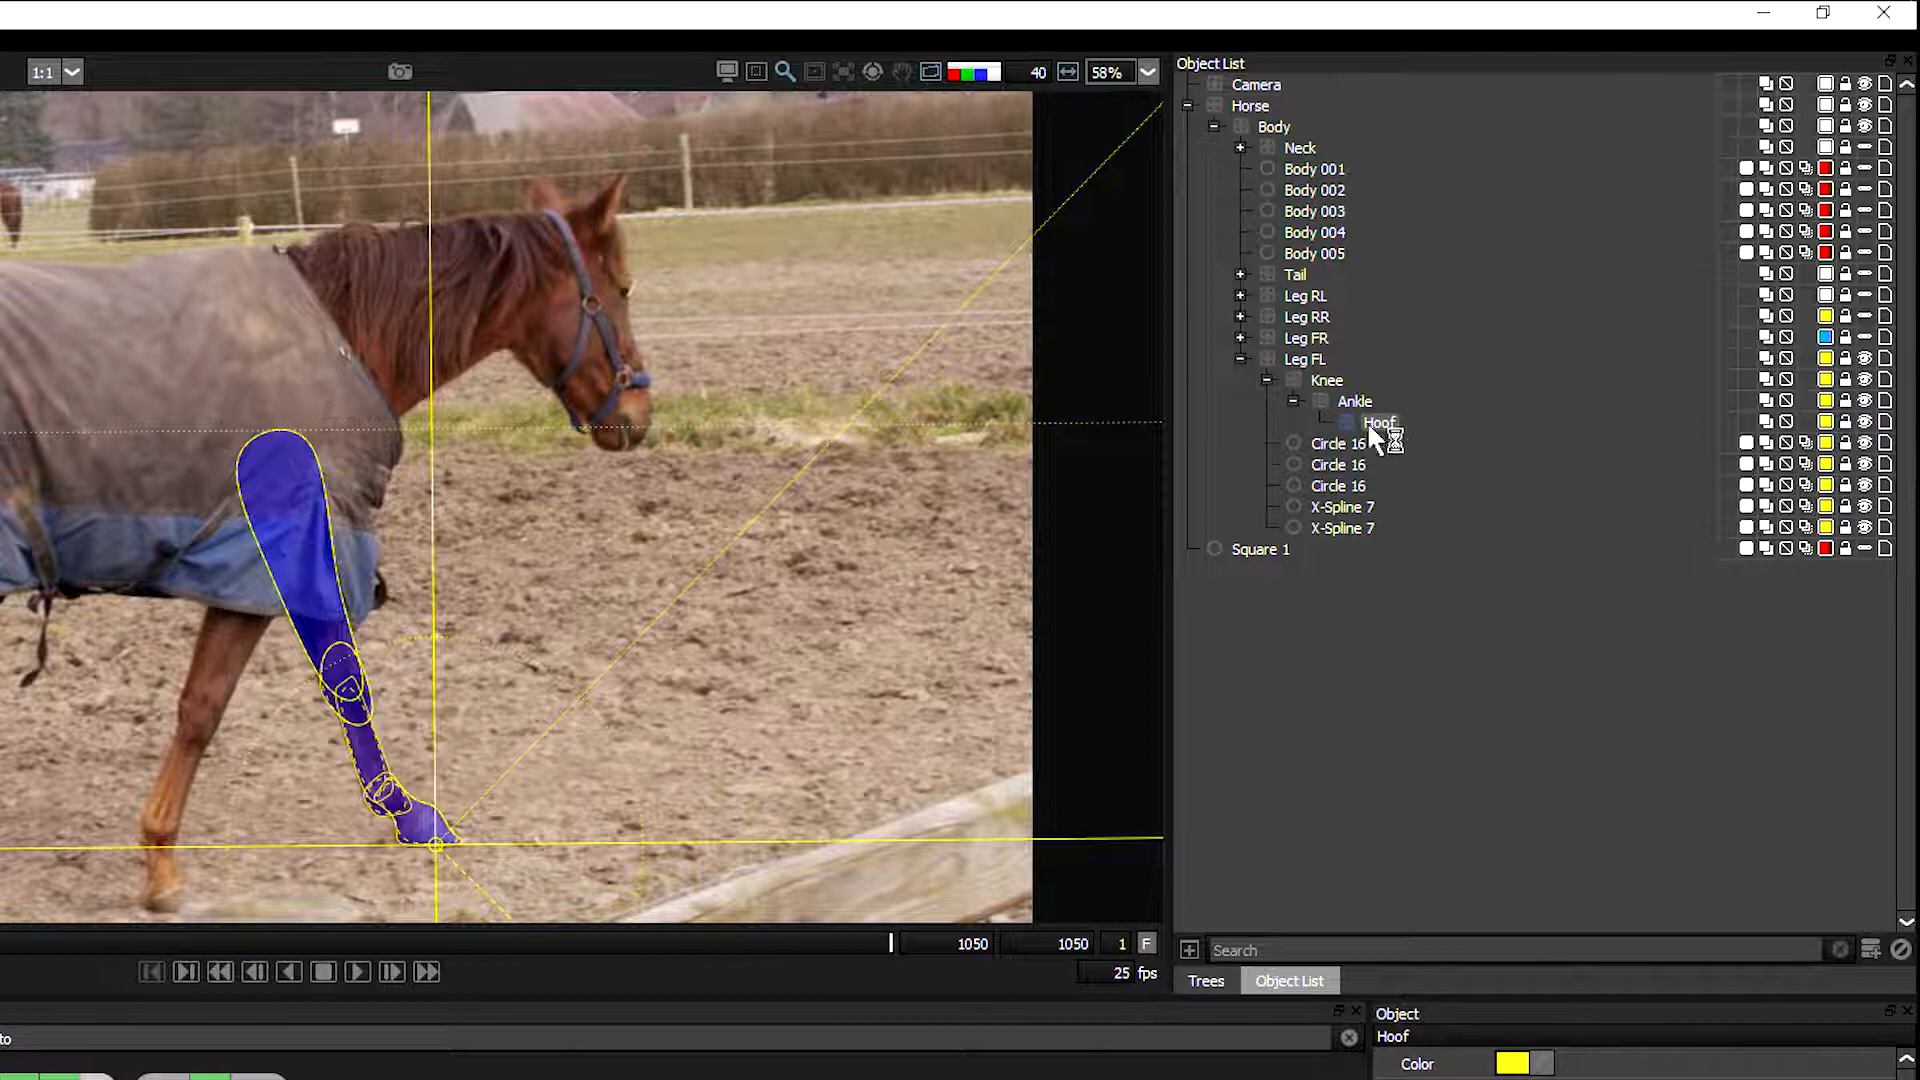 1:1
40
58%
Object List
Camera
Horse
Body
Neck
Body 001
Body 002
Body 003
Body 004
Body 005
Tail
Leg RL
Leg RR
Leg FR
Leg FL
Knee
Ankle
Hoof
Circle 16
Circle 16
Circle 16
X-Spline 7
X-Spline 7
Square 1
1050 1050 1 F
25 fps
Search
Trees Object List
to
Object
Hoof
Color